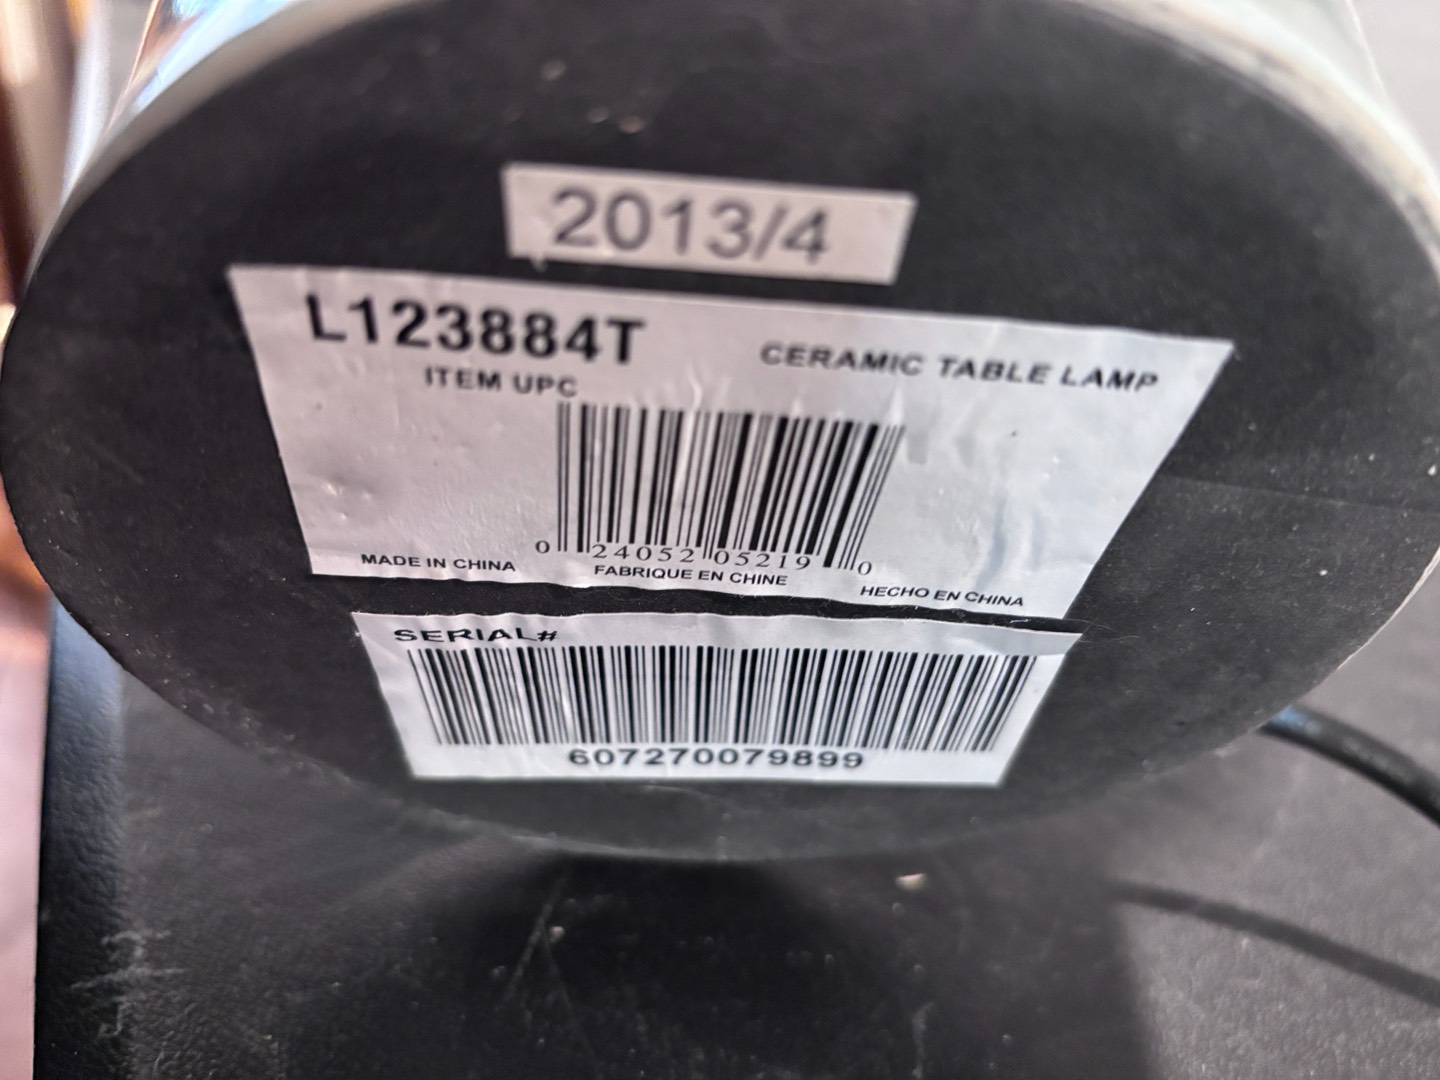 2013/4
L123884T
CERAMIC TABLE LAMP
ITEM UPC
0 24052 05219 0
MADE IN CHINA
FABRIQUE EN CHINE
HECHO EN CHINA
SERIAL#
607270079899